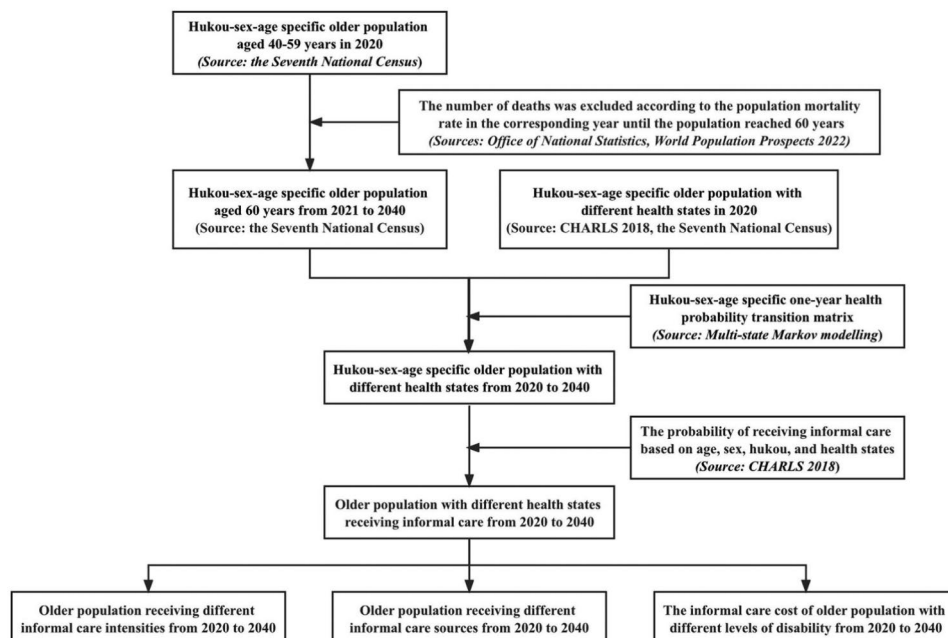 Hukou-sex-age specific older population
aged 40-59 years in 2020
(Source: the Seventh National Census)
The number of deaths was excluded according to the population mortality
rate in the corresponding year until the population reached 60 years
(Sources: Office of National Statistics, World Population Prospects 2022)
Hukou-sex-age specific older population
aged 60 years from 2021 to 2040
(Source: the Seventh National Census)
Hukou-sex-age specific older population with
different health states in 2020
(Source: CHARLS 2018, the Seventh National Census)
Hukou-sex-age specific one-year health
probability transition matrix
(Source: Multi-state Markov modelling)
Hukou-sex-age specific older population with
different health states from 2020 to 2040
The probability of receiving informal care
based on age, sex, hukou, and health states
(Source: CHARLS 2018)
Older population with different health states
receiving informal care from 2020 to 2040
Older population receiving different
informal care intensities from 2020 to 2040
Older population receiving different
informal care sources from 2020 to 2040
The informal care cost of older population with
different levels of disability from 2020 to 2040